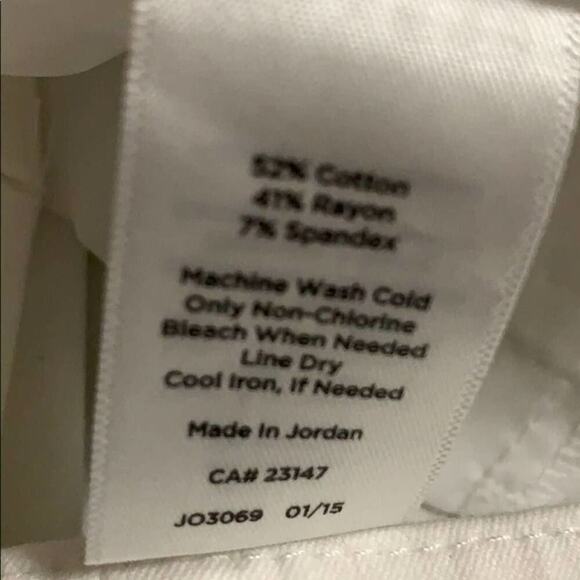 52% Cotton
41% Rayon
7% Spandex
Machine Wash Cold
Only Non-Chlorine
Bleach When Needed
Line Dry
Cool Iron, If Needed
Made In Jordan
CA# 23147
JO3069 01/15